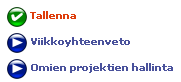 Tallenna
Viikkoyhteenveto
Omien projektien hallinta